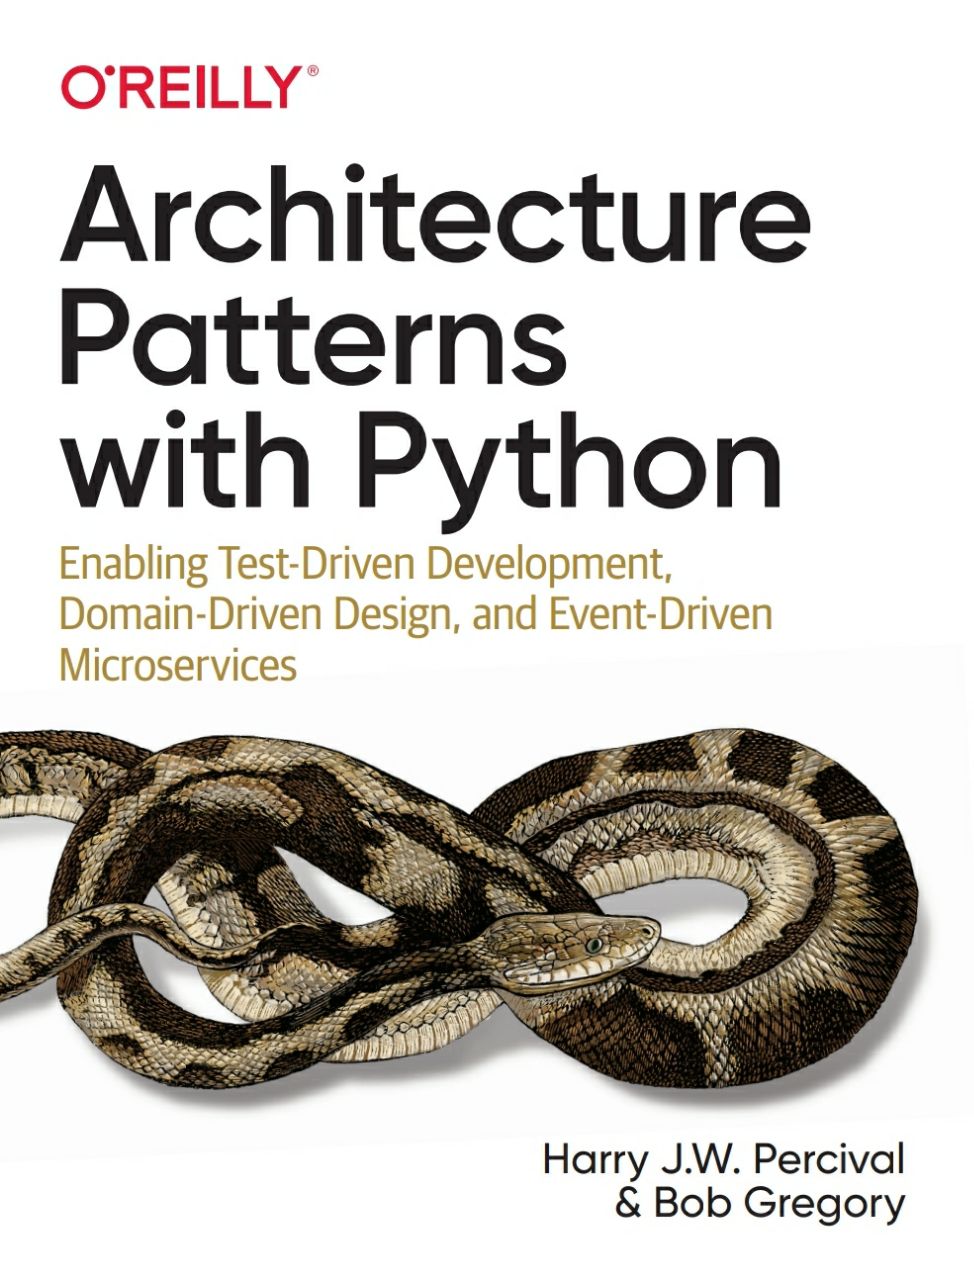 O'REILLY®
Architecture
Patterns
with Python
Enabling Test-Driven Development,
Domain-Driven Design, and Event-Driven
Microservices
Harry J.W. Percival
& Bob Gregory